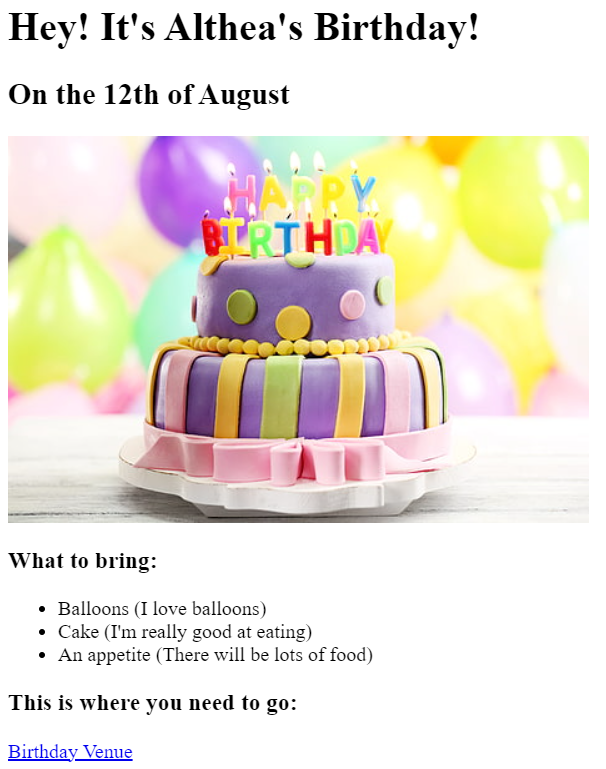 Hey! It's Althea's Birthday!
On the 12th of August
HAPPY
BIRTHDAY
What to bring:
Balloons (I love balloons)
Cake (I'm really good at eating)
An appetite (There will be lots of food)
This is where you need to go:
Birthday Venue